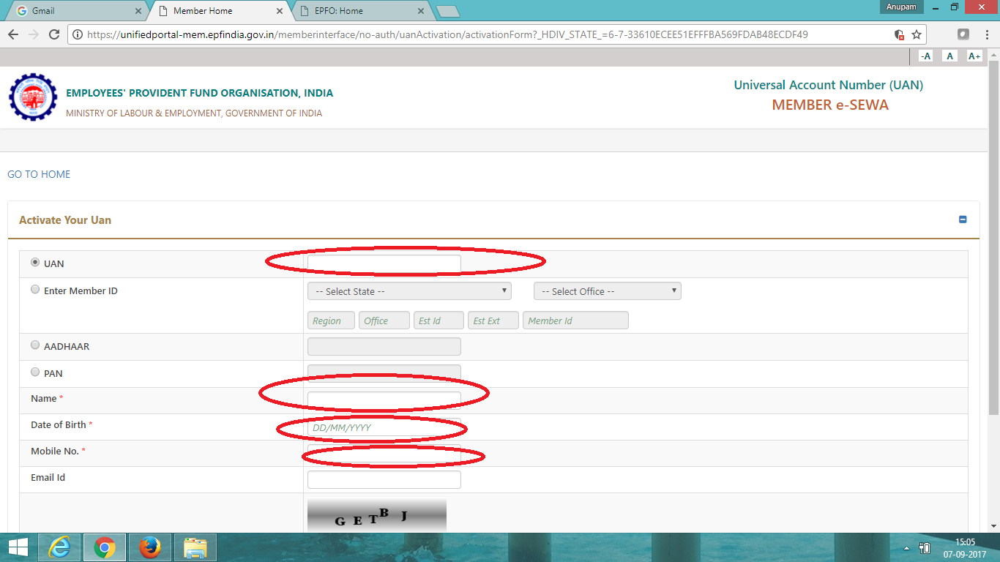 Gmail
Member Home
EPFO: Home
Anupam
https://unifiedportal-mem.epfindia.gov.in/memberinterface/no-auth/uanActivation/activationForm?_HDIV_STATE_=6-7-33610ECEE51EFFFBA569FDAB48ECDF49
-A A A+
EMPLOYEES' PROVIDENT FUND ORGANISATION, INDIA
MINISTRY OF LABOUR & EMPLOYMENT, GOVERNMENT OF INDIA
Universal Account Number (UAN)
MEMBER e-SEWA
GO TO HOME
Activate Your Uan
UAN
Enter Member ID
-- Select State -- -- Select Office --
Region Office Est Id Est Ext Member Id
AADHAAR
PAN
Name *
Date of Birth * DD/MM/YYYY
Mobile No. *
Email Id
G E T B J
15:05
07-09-2017